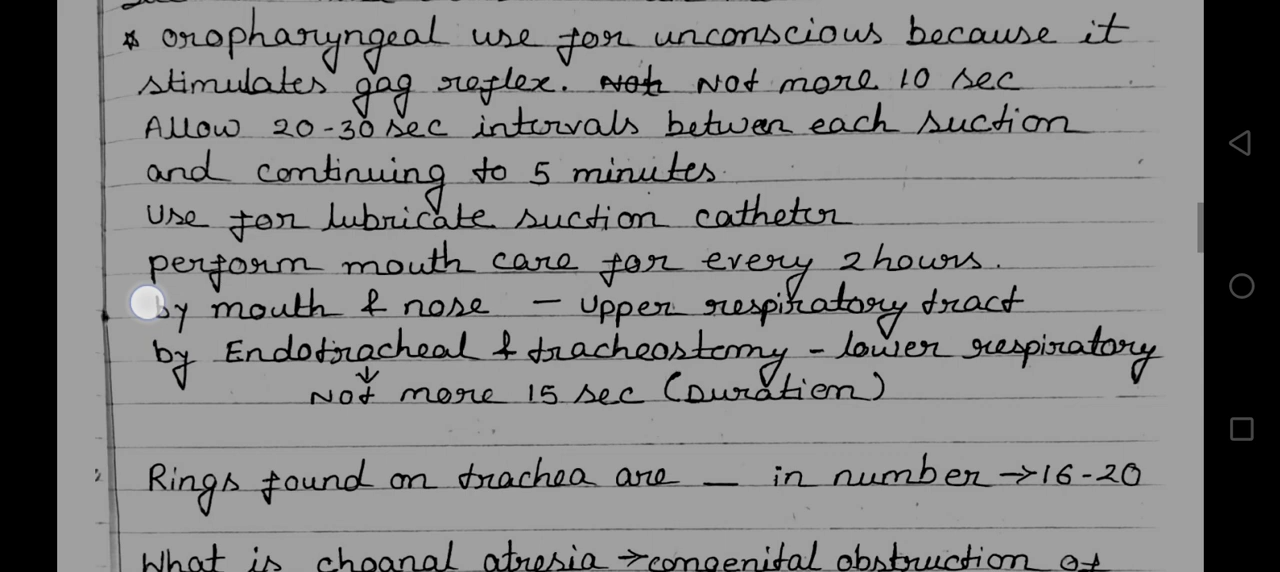 * oropharyngeal use for unconscious because it
stimulates gag reflex. Not Not more 10 sec
Allow 20-30 sec intervals betwen each suction
and continuing to 5 minutes.
Use for lubricate suction catheter
perform mouth care for every 2 hours.
by mouth & nose — upper respiratory tract
by Endotracheal & tracheostomy - lower respiratory
↓
Not more 15 sec (Duration)
Rings found on trachea are — in number → 16-20
What is choanal atresia → congenital obstruction of